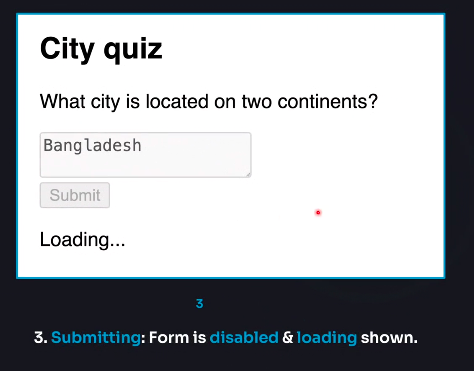 City quiz
What city is located on two continents?
Bangladesh
Submit
Loading...
3
3. Submitting: Form is disabled & loading shown.